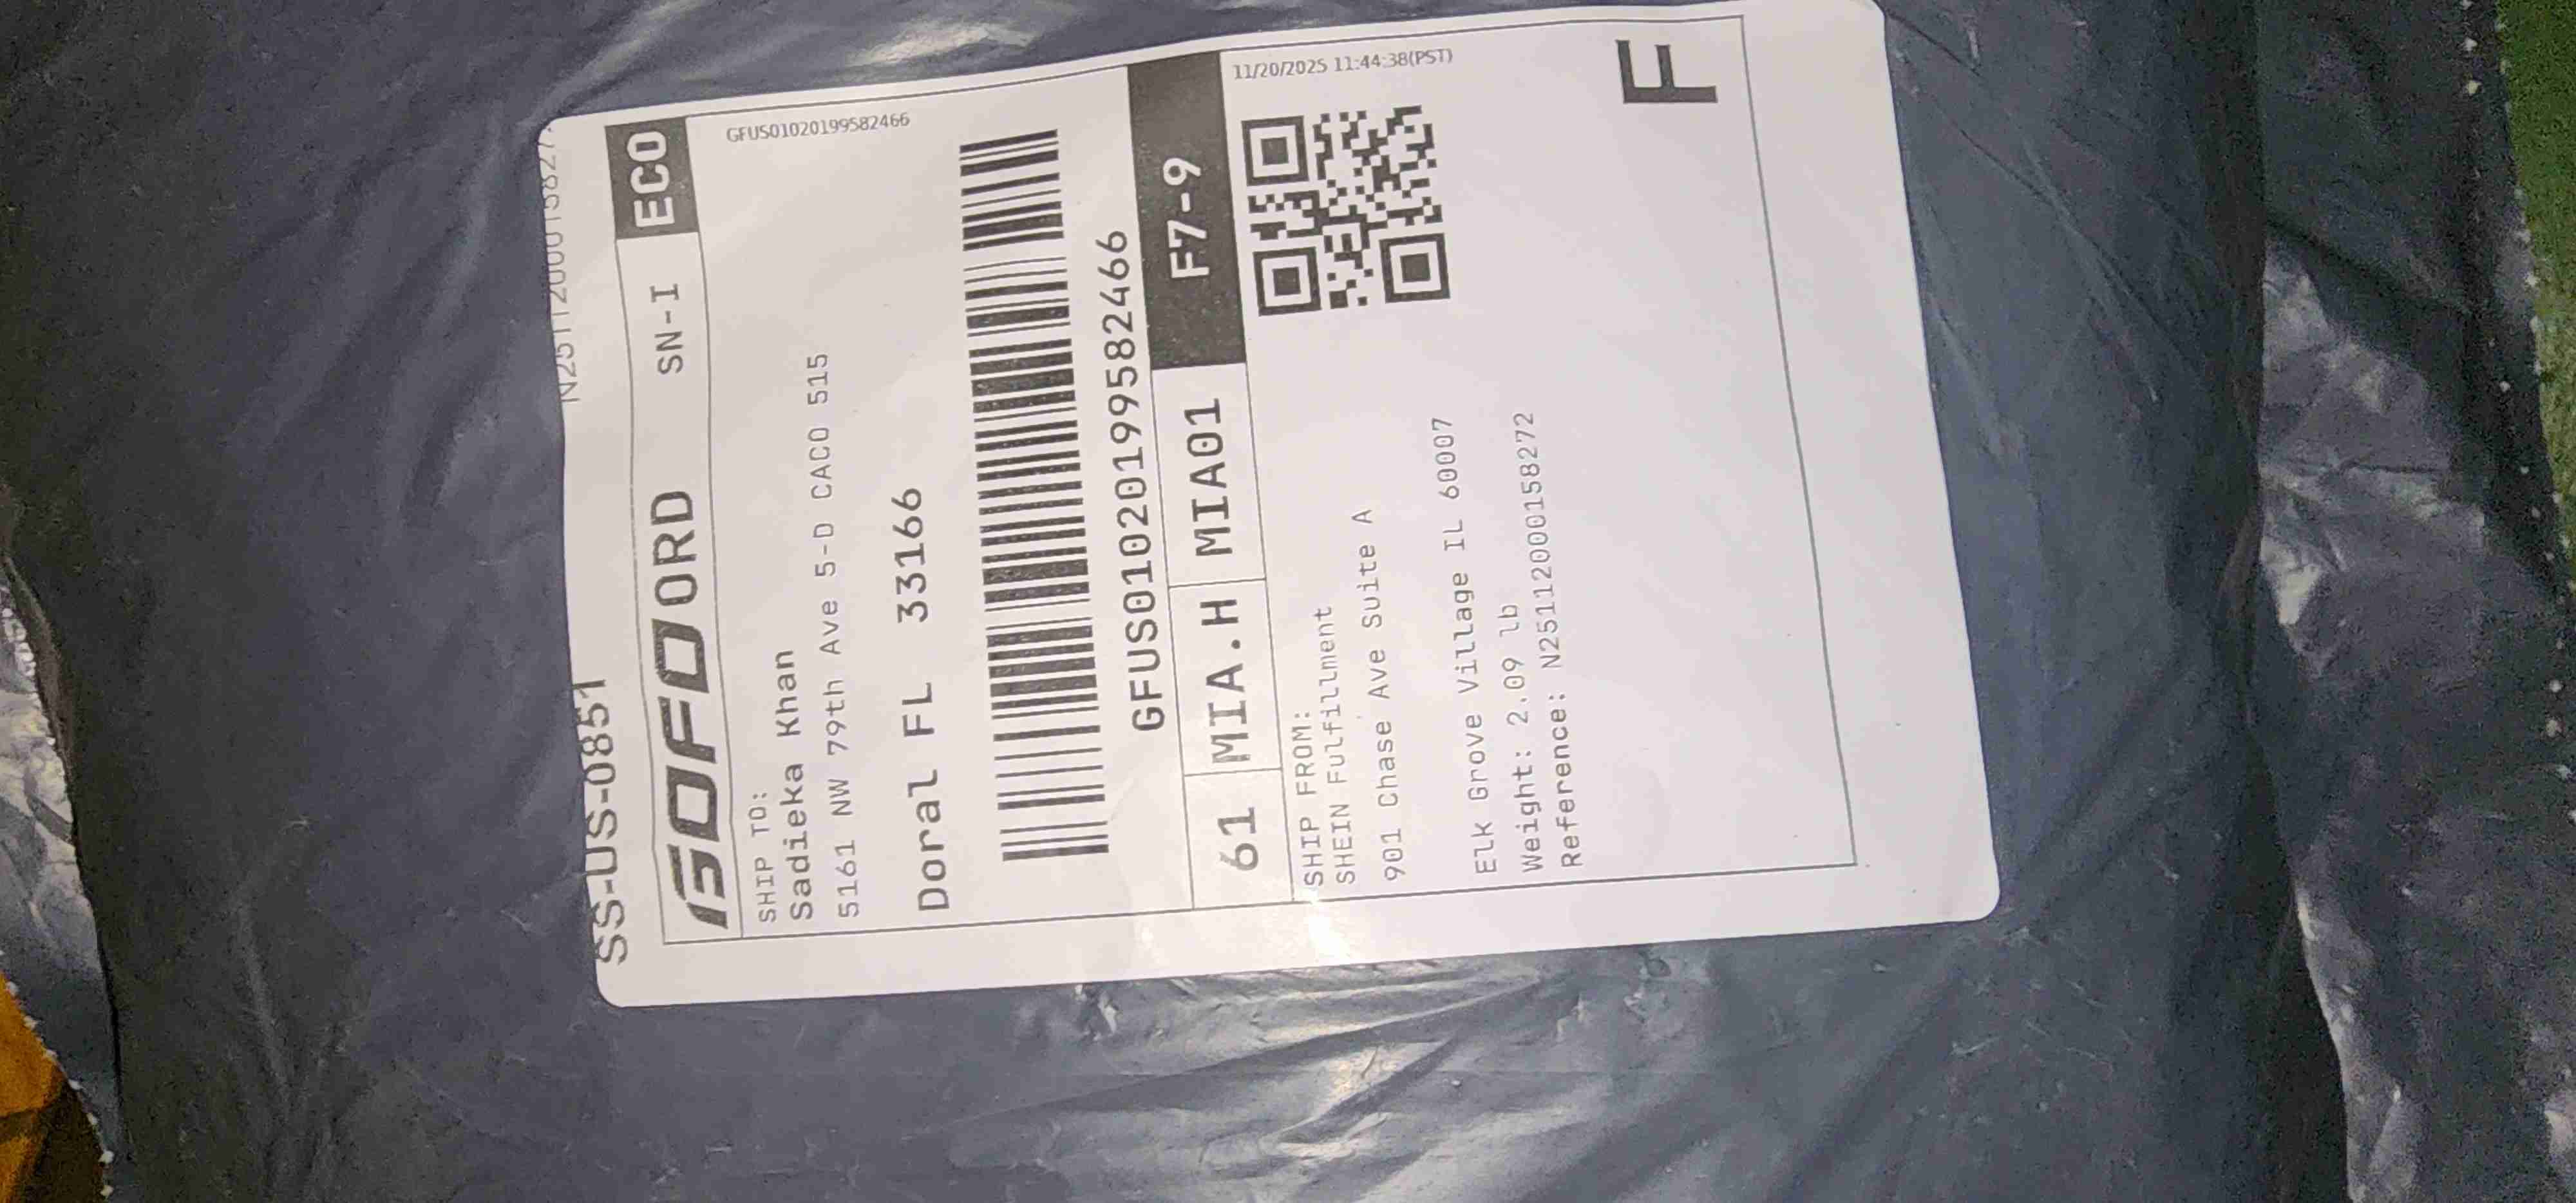 SS-US-0851
GOFO ORD SN-I ECO
GFUS01020199582466
SHIP TO:
Sadieka Khan
5161 NW 79th Ave 5-D CACO 515
Doral FL 33166
GFUS01020199582466
61 MIA.H MIA01 F7-9
11/20/2025 11:44:38(PST)
SHIP FROM:
SHEIN Fulfillment
901 Chase Ave Suite A
Elk Grove Village IL 60007
Weight: 2.09 lb
Reference: N25112000158272
F